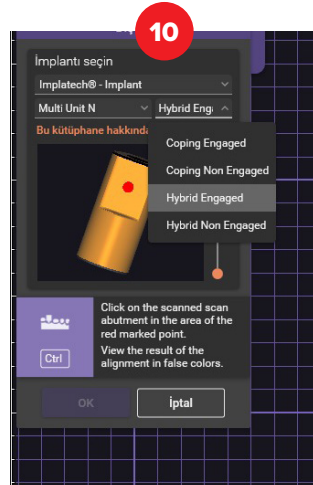 10
İmplantı seçin
Implatech® - Implant
Multi Unit N
Hybrid Eng
Bu kütüphane hakkında
Coping Engaged
Coping Non Engaged
Hybrid Engaged
Hybrid Non Engaged
Click on the scanned scan
abutment in the area of the
red marked point.
Ctrl
View the result of the
alignment in false colors.
OK
İptal